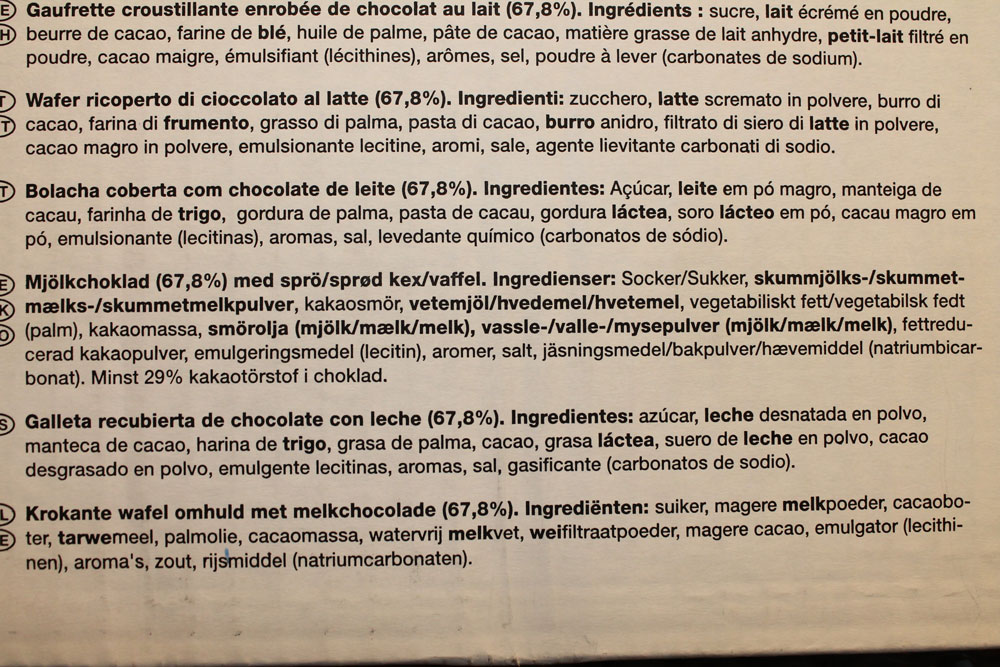 E Gaufrette croustillante enrobée de chocolat au lait (67,8%). Ingrédients : sucre, lait écrémé en poudre,
H beurre de cacao, farine de blé, huile de palme, pâte de cacao, matière grasse de lait anhydre, petit-lait filtré en
poudre, cacao maigre, émulsifiant (lécithines), arômes, sel, poudre à lever (carbonates de sodium).
T Wafer ricoperto di cioccolato al latte (67,8%). Ingredienti: zucchero, latte scremato in polvere, burro di
T cacao, farina di frumento, grasso di palma, pasta di cacao, burro anidro, filtrato di siero di latte in polvere,
cacao magro in polvere, emulsionante lecitine, aromi, sale, agente lievitante carbonati di sodio.
T Bolacha coberta com chocolate de leite (67,8%). Ingredientes: Açúcar, leite em pó magro, manteiga de
cacau, farinha de trigo, gordura de palma, pasta de cacau, gordura láctea, soro lácteo em pó, cacau magro em
pó, emulsionante (lecitinas), aromas, sal, levedante químico (carbonatos de sódio).
E Mjölkchoklad (67,8%) med sprö/sprød kex/vaffel. Ingredienser: Socker/Sukker, skummjölks-/skummet-
K mælks-/skummetmelkpulver, kakaosmör, vetemjöl/hvedemel/hvetemel, vegetabiliskt fett/vegetabilsk fedt
O (palm), kakaomassa, smörolja (mjölk/mælk/melk), vassle-/valle-/mysepulver (mjölk/mælk/melk), fettredu-
cerad kakaopulver, emulgeringsmedel (lecitin), aromer, salt, jäsningsmedel/bakpulver/hævemiddel (natriumbicar-
bonat). Minst 29% kakaotörstof i choklad.
S Galleta recubierta de chocolate con leche (67,8%). Ingredientes: azúcar, leche desnatada en polvo,
manteca de cacao, harina de trigo, grasa de palma, cacao, grasa láctea, suero de leche en polvo, cacao
desgrasado en polvo, emulgente lecitinas, aromas, sal, gasificante (carbonatos de sodio).
L Krokante wafel omhuld met melkchocolade (67,8%). Ingrediënten: suiker, magere melkpoeder, cacaobo-
E ter, tarwemeel, palmolie, cacaomassa, watervrij melkvet, weifiltraatpoeder, magere cacao, emulgator (lecithi-
nen), aroma's, zout, rijsmiddel (natriumcarbonaten).